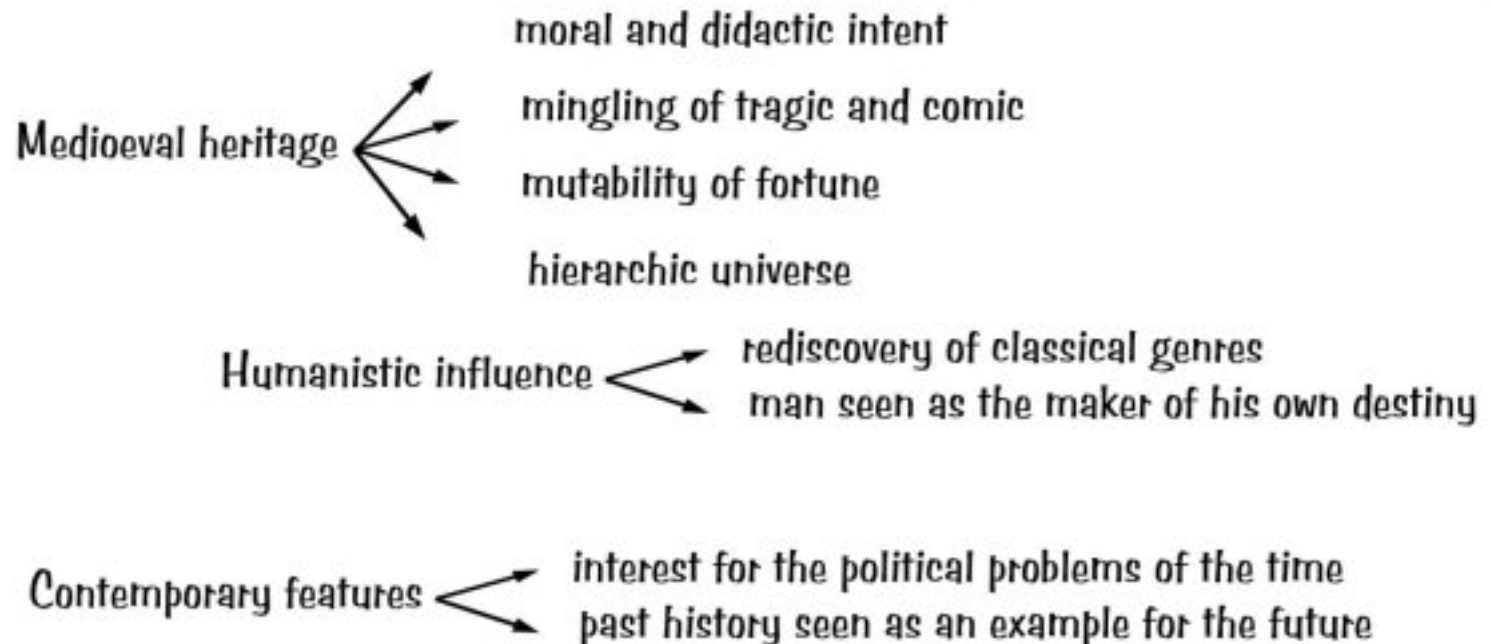 moral and didactic intent
mingling of tragic and comic
Medioeval heritage
mutability of fortune
hierarchic universe
rediscovery of classical genres
Humanistic influence
man seen as the maker of his own destiny
interest for the political problems of the time
Contemporary features
past history seen as an example for the future